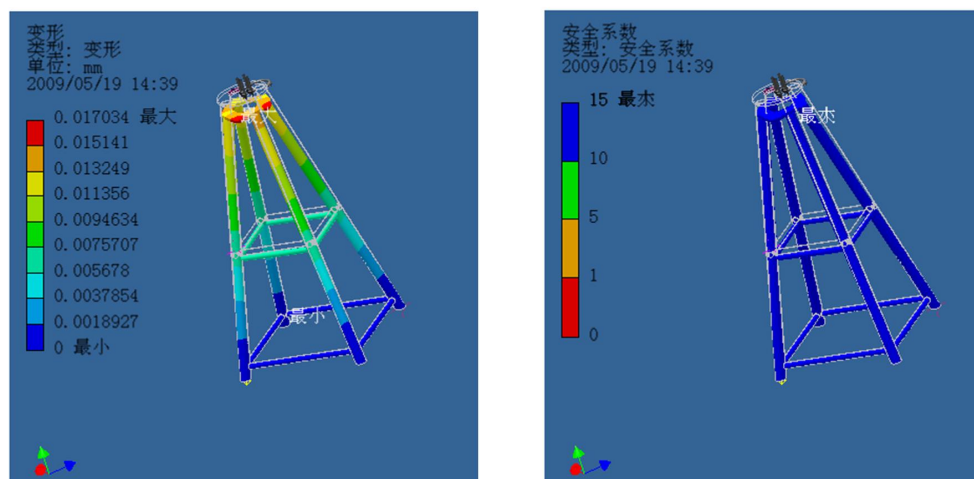 变形
类型: 变形
单位: mm
2009/05/19 14:39
0.017034 最大
0.015141
0.013249
0.011356
0.0094634
0.0075707
0.005678
0.0037854
0.0018927
0 最小
最大
最小
安全系数
类型: 安全系数
2009/05/19 14:39
15 最大
10
5
1
0